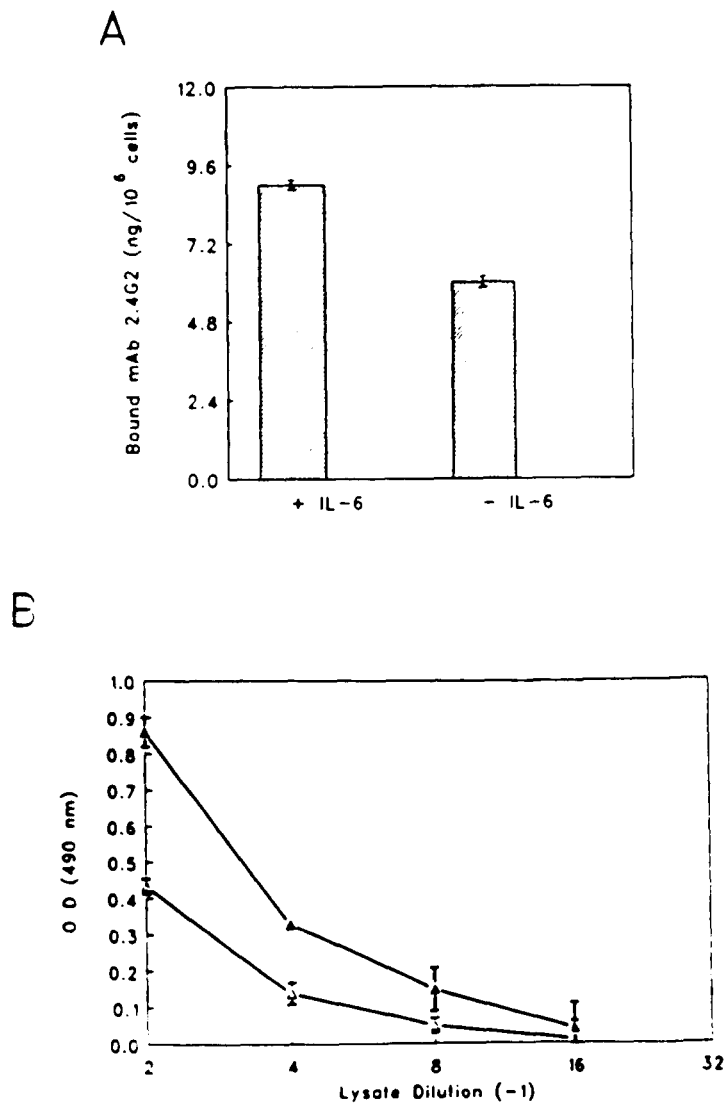 A
12.0
9.6
7.2
4.8
2.4
0.0
Bound mAb 2.4G2 (ng/10⁶ cells)
+ IL-6
- IL-6
B
1.0
0.9
0.8
0.7
0.6
0.5
0.4
0.3
0.2
0.1
0.0
O D (490 nm)
2 4 8 16 32
Lysate Dilution (-1)